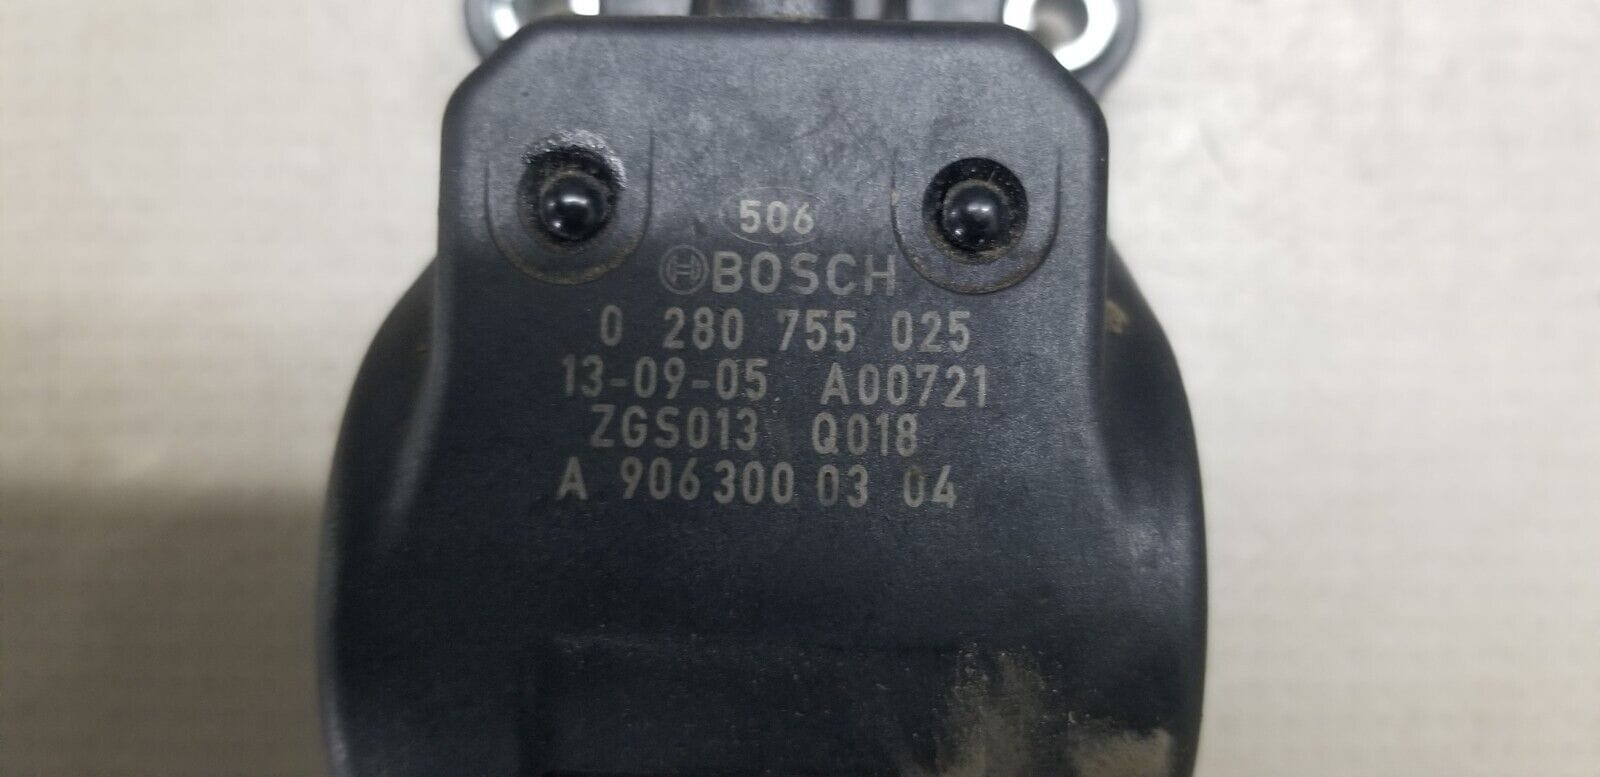 506
BOSCH
0 280 755 025
13-09-05 A00721
ZGS013 Q018
A 906 300 03 04